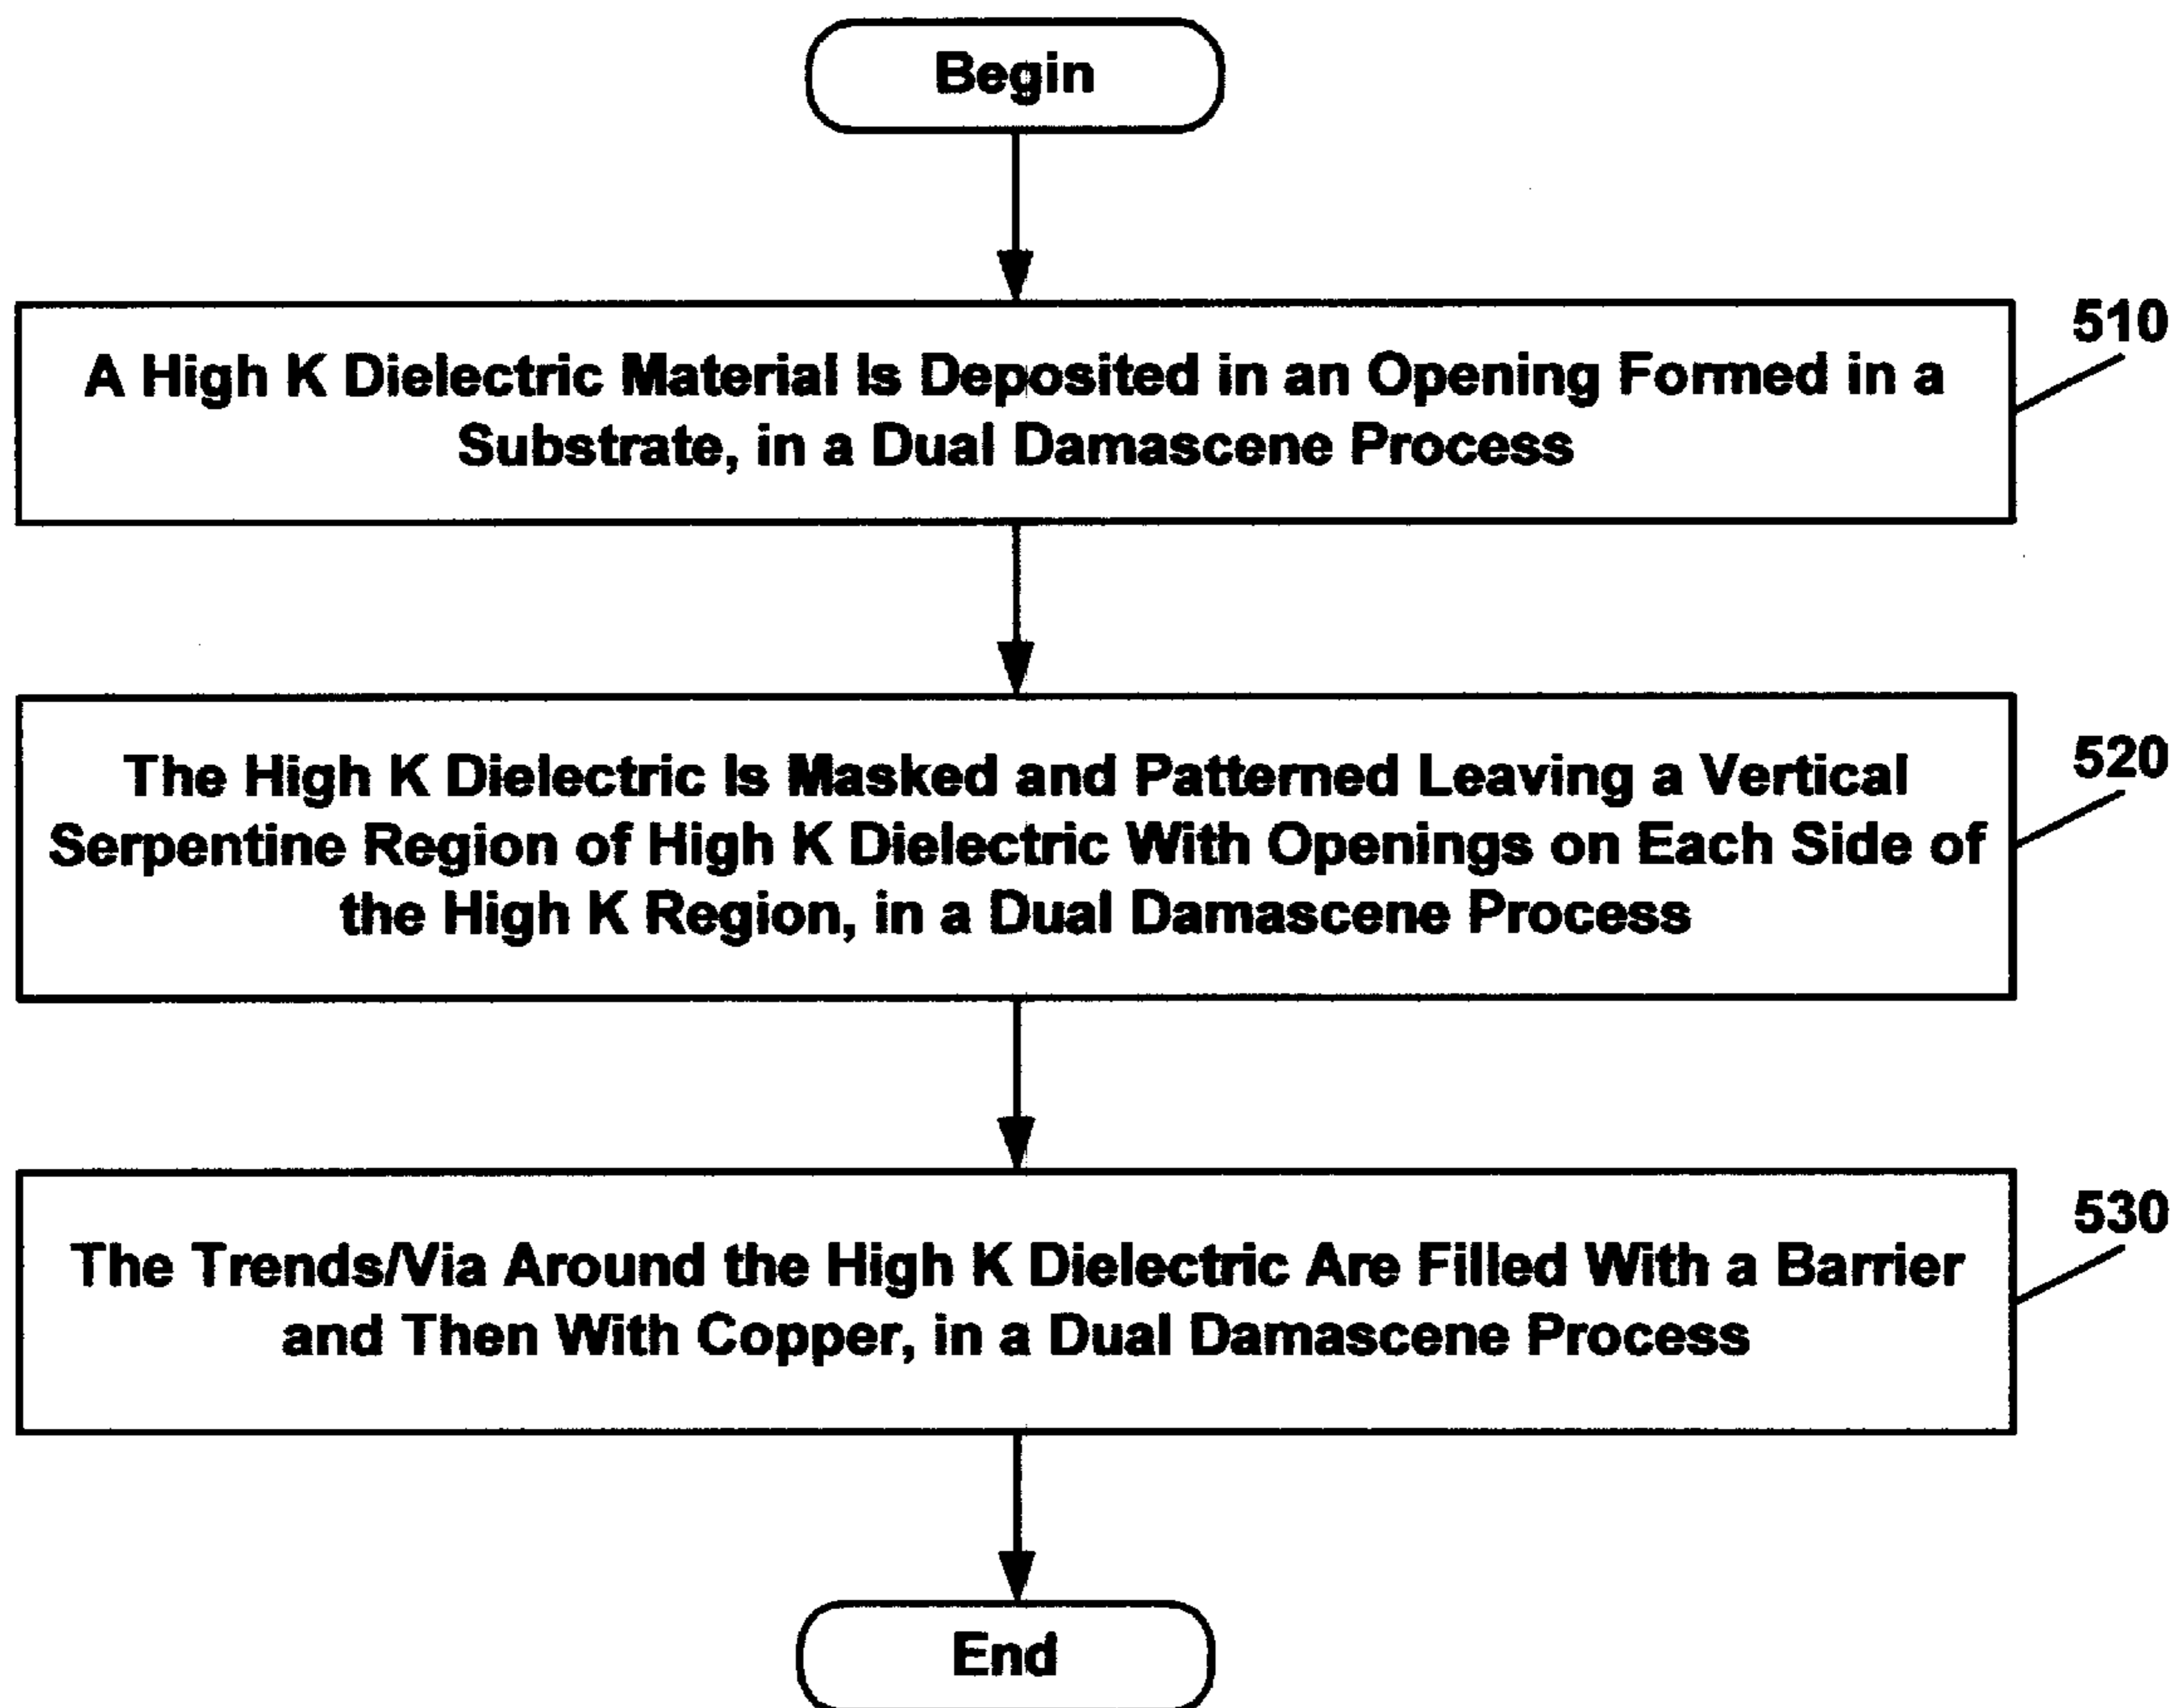 Begin
510
A High K Dielectric Material Is Deposited in an Opening Formed in a
Substrate, in a Dual Damascene Process
520
The High K Dielectric Is Masked and Patterned Leaving a Vertical
Serpentine Region of High K Dielectric With Openings on Each Side of
the High K Region, in a Dual Damascene Process
530
The Trends/Via Around the High K Dielectric Are Filled With a Barrier
and Then With Copper, in a Dual Damascene Process
End